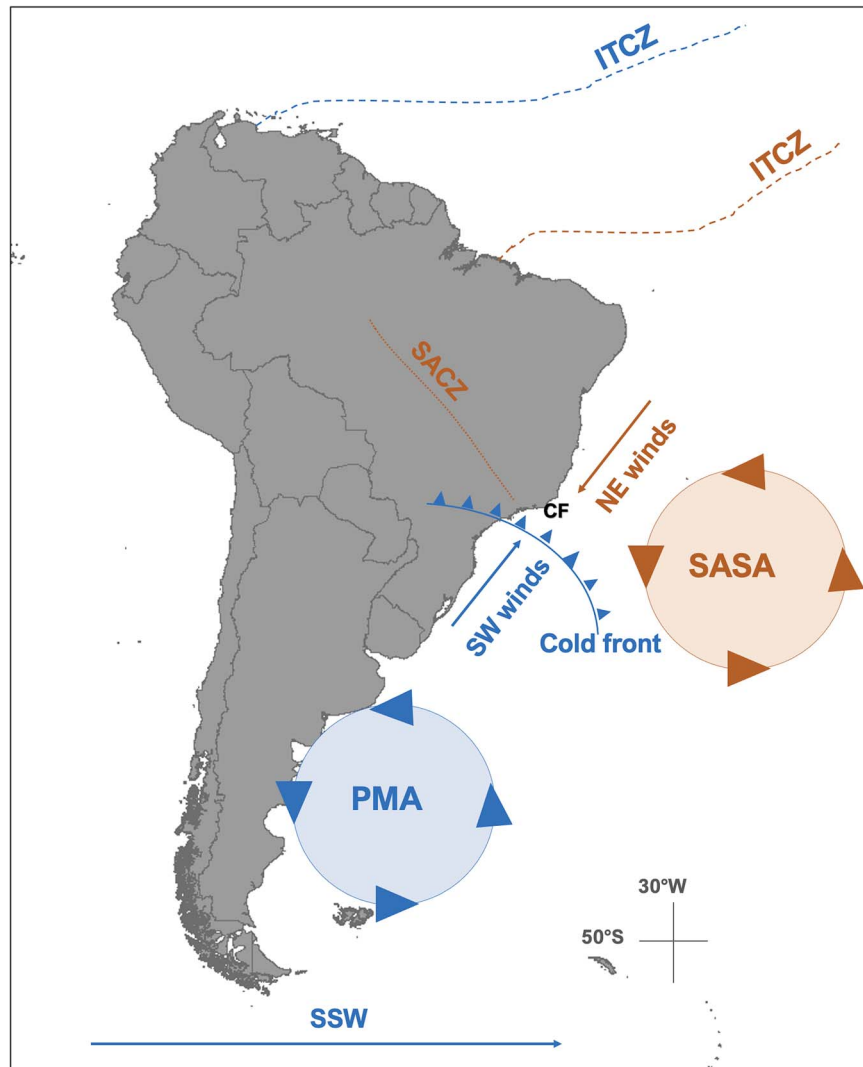 ITCZ
ITCZ
SACZ
NE winds
CF
SASA
SW winds
Cold front
PMA
30°W
50°S
SSW